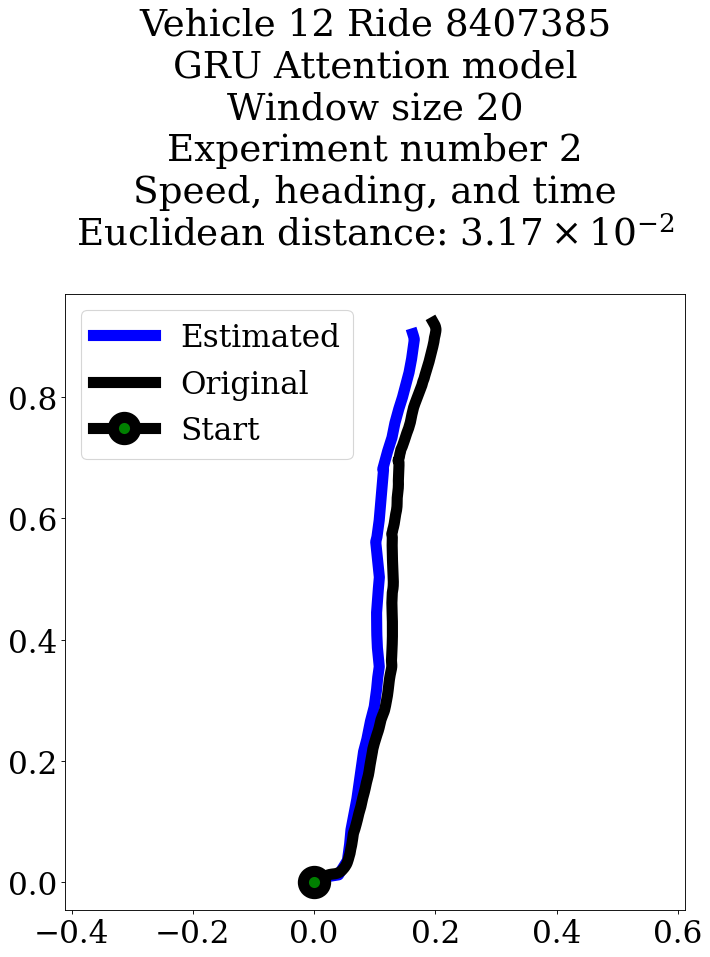 Vehicle 12 Ride 8407385
GRU Attention model
Window size 20
Experiment number 2
Speed, heading, and time
Euclidean distance: 3.17 × 10⁻²
Estimated
Original
Start
0.8
0.6
0.4
0.2
0.0
−0.4 −0.2 0.0 0.2 0.4 0.6